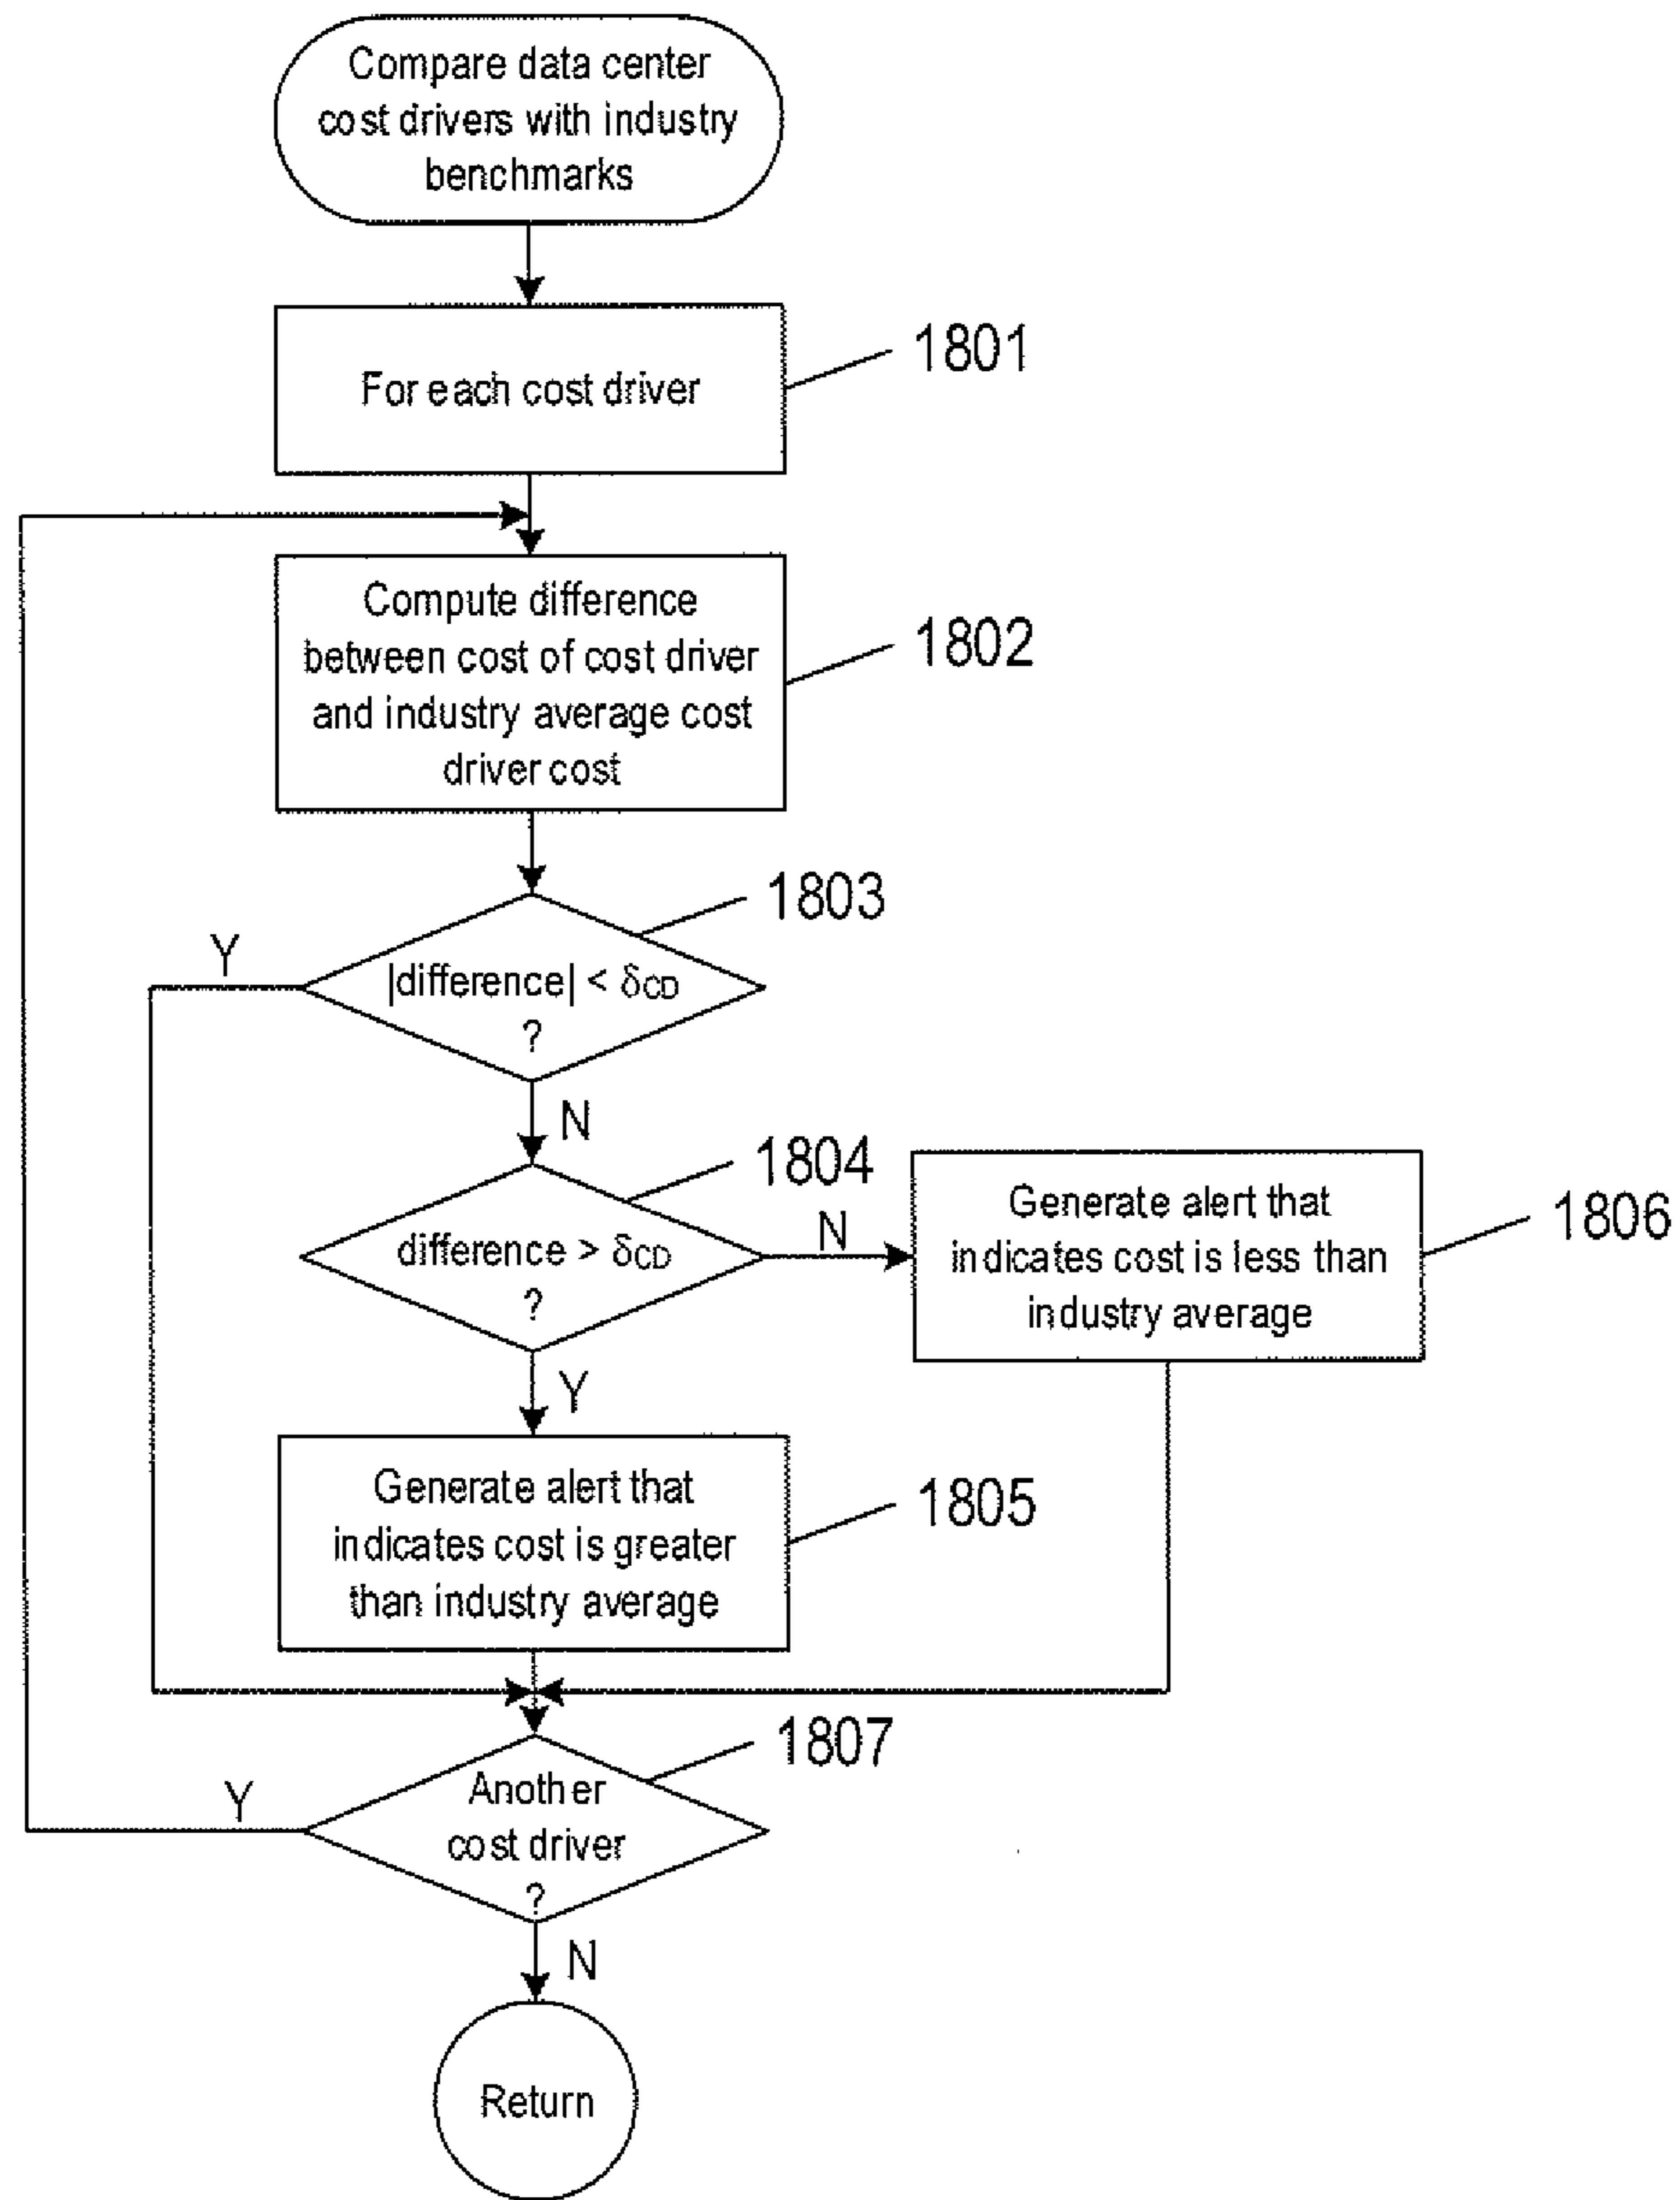 Compare data center
cost drivers with industry
benchmarks
For each cost driver
1801
Compute difference
between cost of cost driver
and industry average cost
driver cost
1802
1803
|difference| < δCD
?
Y
N
1804
difference > δCD
?
N
Y
Generate alert that
indicates cost is less than
industry average
1806
Generate alert that
indicates cost is greater
than industry average
1805
1807
Another
cost driver
?
Y
N
Return